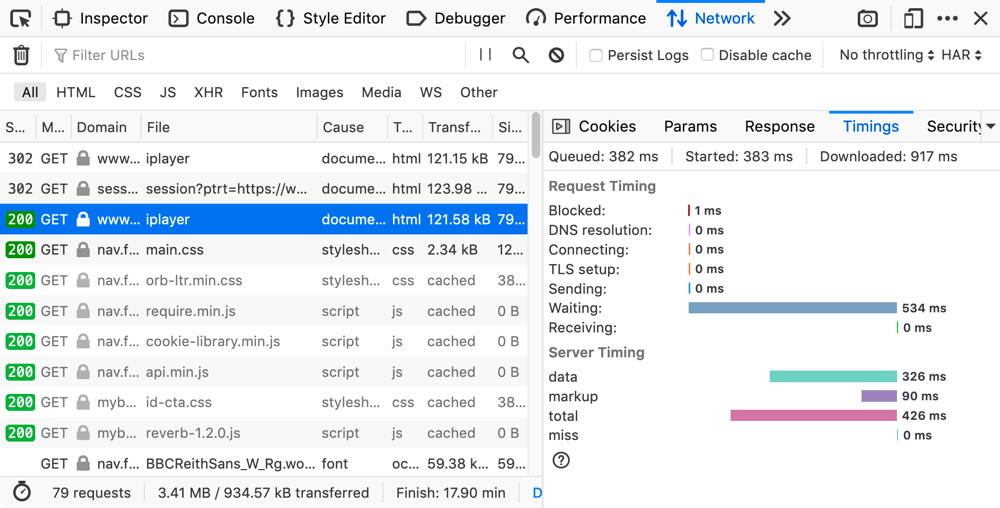 Inspector Console Style Editor Debugger Performance Network
Filter URLs Persist Logs Disable cache No throttling HAR
All HTML CSS JS XHR Fonts Images Media WS Other
S... M... Domain File Cause T... Transf... Si...
302 GET www... iplayer docume... html 121.15 kB 79...
302 GET sess... session?ptrt=https://w... docume... html 123.98 ... 79...
200 GET www... iplayer docume... html 121.58 kB 79...
200 GET nav.f... main.css stylesh... css 2.34 kB 12...
200 GET nav.f... orb-ltr.min.css stylesh... css cached 38...
200 GET nav.f... require.min.js script js cached 0 B
200 GET nav.f... cookie-library.min.js script js cached 0 B
200 GET nav.f... api.min.js script js cached 0 B
200 GET myb... id-cta.css stylesh... css cached 38...
200 GET myb... reverb-1.2.0.js script js cached 0 B
GET nav.f... BBCReithSans_W_Rg.wo... font oc... 59.38 k... 59...
79 requests 3.41 MB / 934.57 kB transferred Finish: 17.90 min D
Cookies Params Response Timings Security
Queued: 382 ms Started: 383 ms Downloaded: 917 ms
Request Timing
Blocked: 1 ms
DNS resolution: 0 ms
Connecting: 0 ms
TLS setup: 0 ms
Sending: 0 ms
Waiting: 534 ms
Receiving: 0 ms
Server Timing
data 326 ms
markup 90 ms
total 426 ms
miss 0 ms